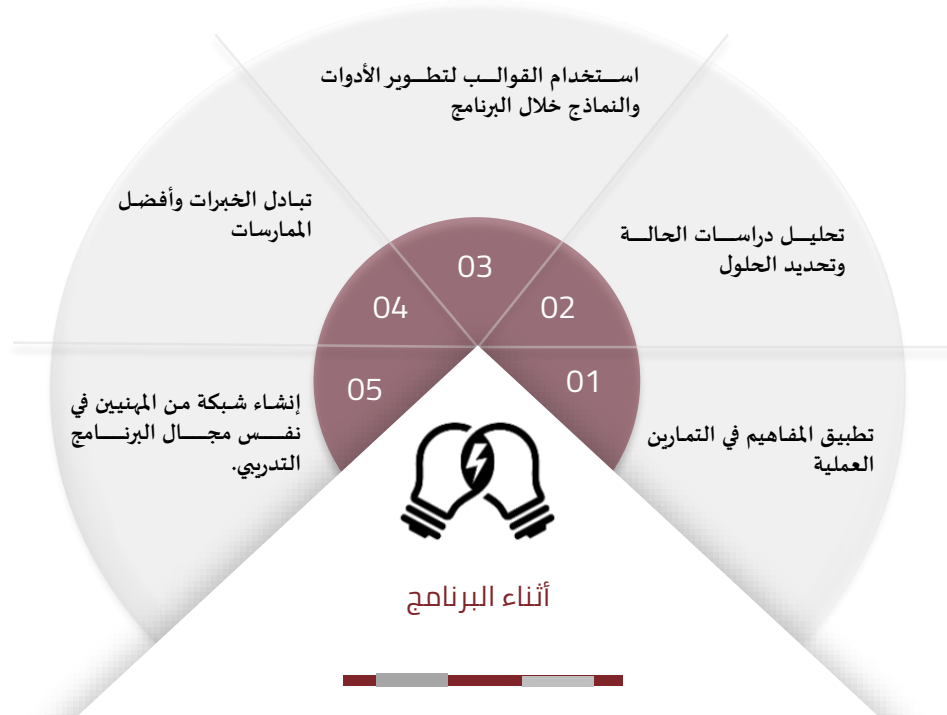 01
تطبيق المفاهيم في التمارين
العملية
02
تحليل دراسات الحالة
وتحديد الحلول
03
استخدام القوالب لتطوير الأدوات
والنماذج خلال البرنامج
04
تبادل الخبرات وأفضل
الممارسات
05
إنشاء شبكة من المهنيين في
نفس مجال البرنامج
التدريبي.
أثناء البرنامج